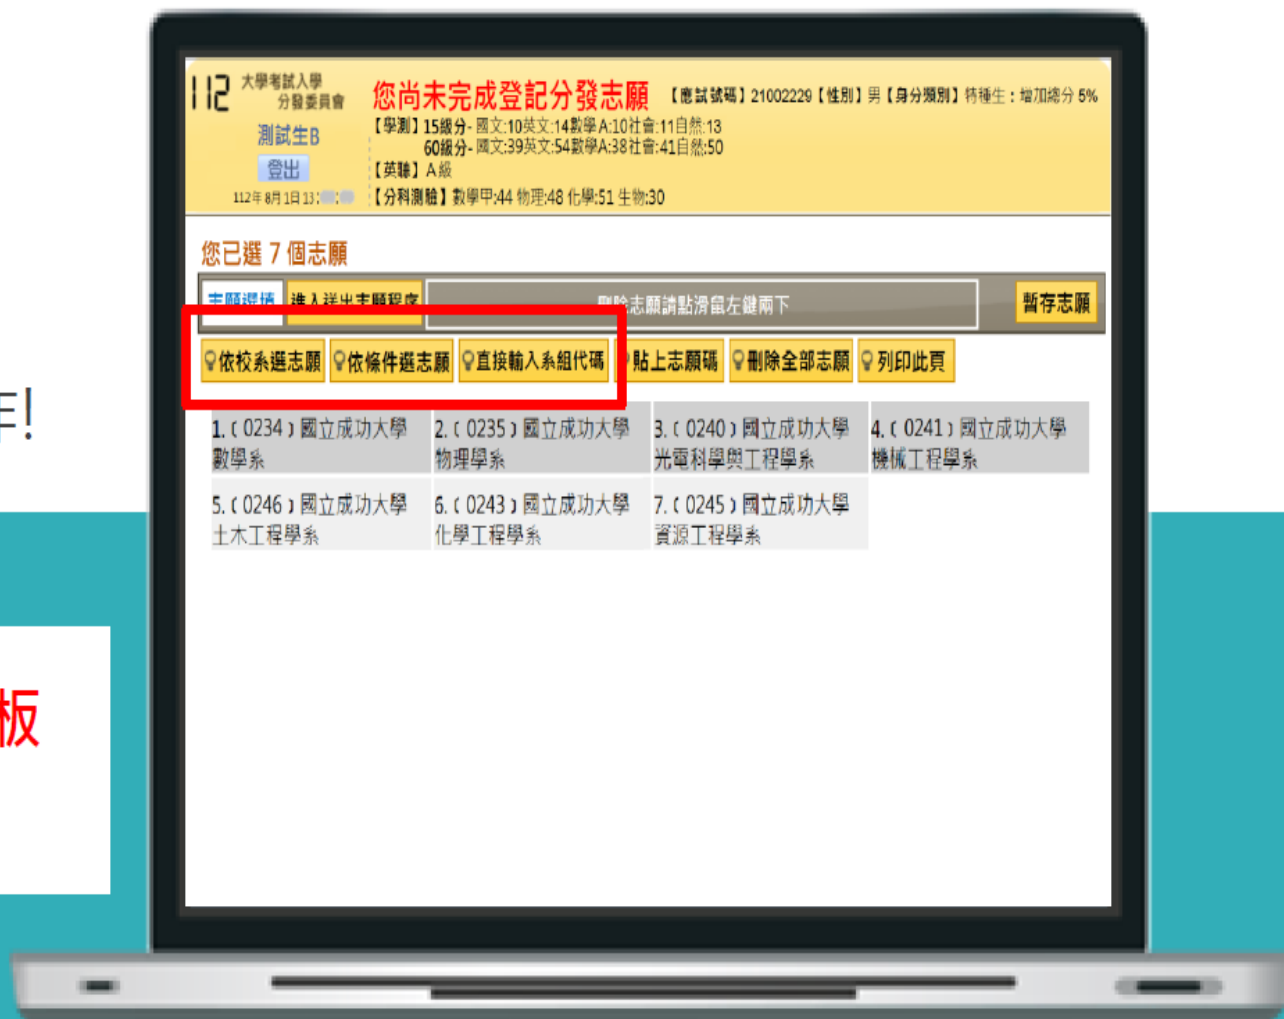 112 大學考試入學
分發委員會
測試生B
登出
112年 8月 1日 13:
您尚未完成登記分發志願 【應試號碼】21002229【性別】男【身分類別】特種生：增加總分 5%
【學測】15級分- 國文:10英文:14數學A:10社會:11自然:13
60級分- 國文:39英文:54數學A:38社會:41自然:50
【英聽】A 級
【分科測驗】數學甲:44 物理:48 化學:51 生物:30
您已選 7 個志願
志願選填 進入送出志願程序 刪除志願請點滑鼠左鍵兩下 暫存志願
依校系選志願 依條件選志願 直接輸入系組代碼 貼上志願碼 刪除全部志願 列印此頁
1.（0234）國立成功大學
數學系
2.（0235）國立成功大學
物理學系
3.（0240）國立成功大學
光電科學與工程學系
4.（0241）國立成功大學
機械工程學系
5.（0246）國立成功大學
土木工程學系
6.（0243）國立成功大學
化學工程學系
7.（0245）國立成功大學
資源工程學系
!
板